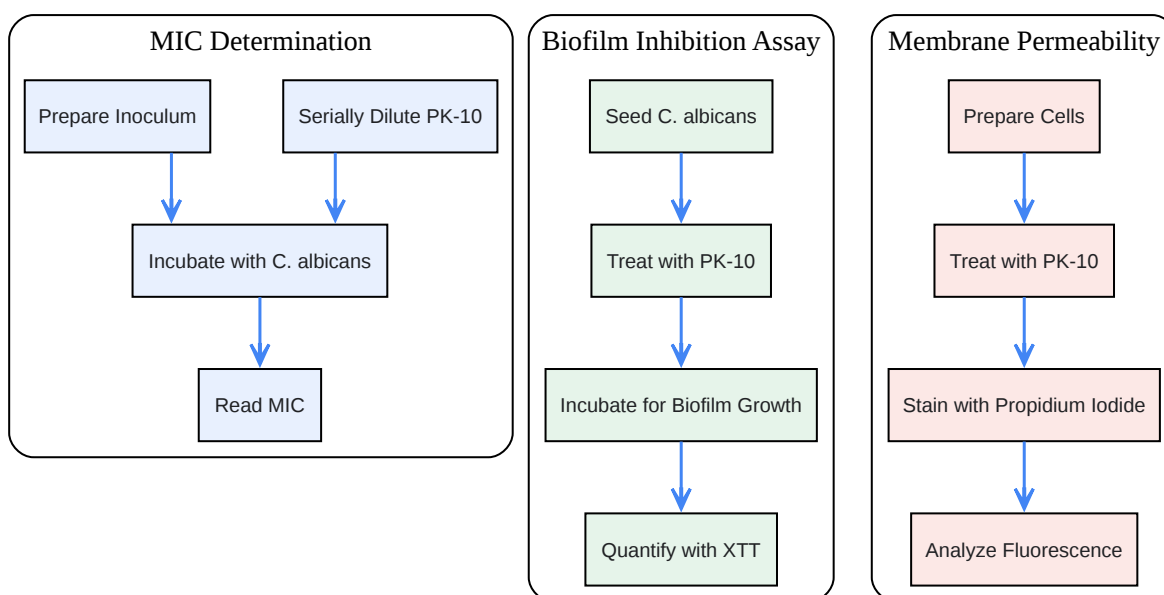 MIC Determination
Prepare Inoculum
Serially Dilute PK-10
Incubate with C. albicans
Read MIC
Biofilm Inhibition Assay
Seed C. albicans
Treat with PK-10
Incubate for Biofilm Growth
Quantify with XTT
Membrane Permeability
Prepare Cells
Treat with PK-10
Stain with Propidium Iodide
Analyze Fluorescence